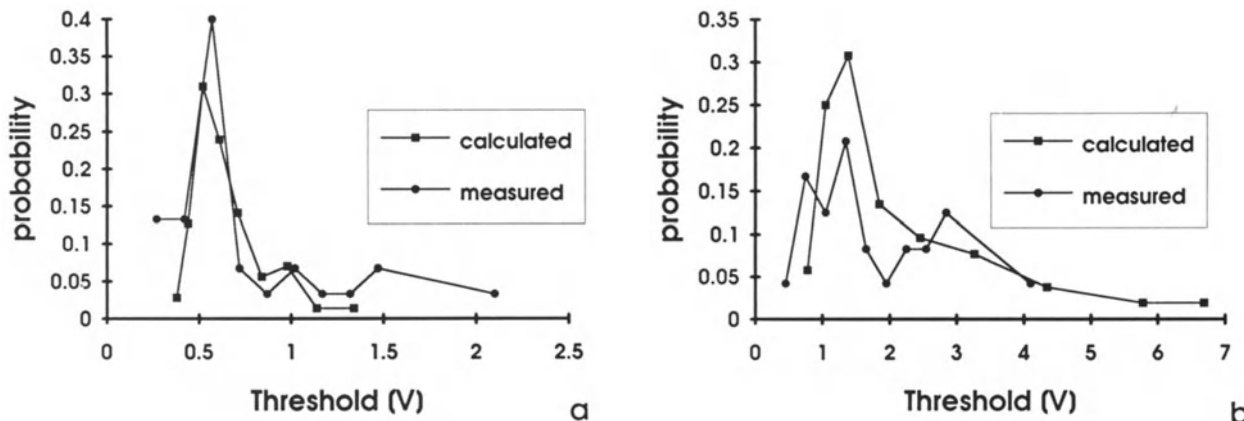 0.4
0.35
0.3
0.25
0.2
0.15
0.1
0.05
0
probability
calculated
measured
0 0.5 1 1.5 2 2.5
Threshold (V)
a
0.35
0.3
0.25
0.2
0.15
0.1
0.05
0
probability
calculated
measured
0 1 2 3 4 5 6 7
Threshold (V)
b